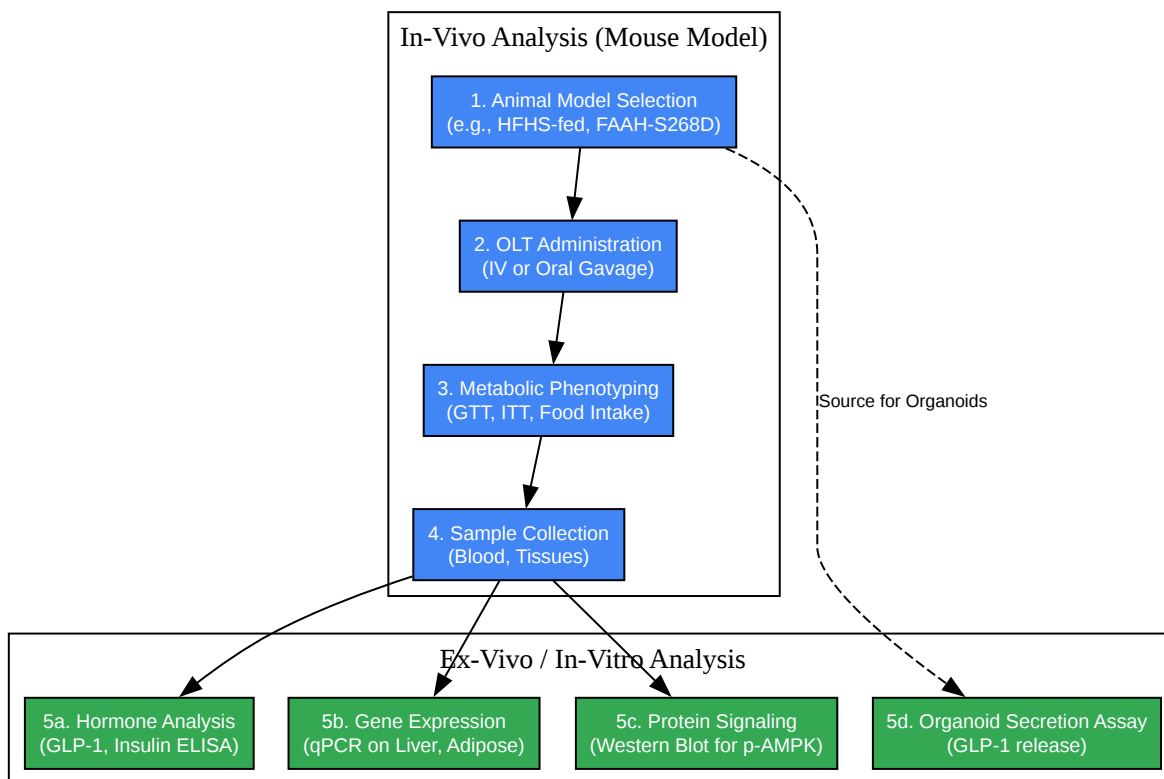 In-Vivo Analysis (Mouse Model)
1. Animal Model Selection
(e.g., HFHS-fed, FAAH-S268D)
2. OLT Administration
(IV or Oral Gavage)
3. Metabolic Phenotyping
(GTT, ITT, Food Intake)
Source for Organoids
4. Sample Collection
(Blood, Tissues)
Ex-Vivo / In-Vitro Analysis
5a. Hormone Analysis
(GLP-1, Insulin ELISA)
5b. Gene Expression
(qPCR on Liver, Adipose)
5c. Protein Signaling
(Western Blot for p-AMPK)
5d. Organoid Secretion Assay
(GLP-1 release)